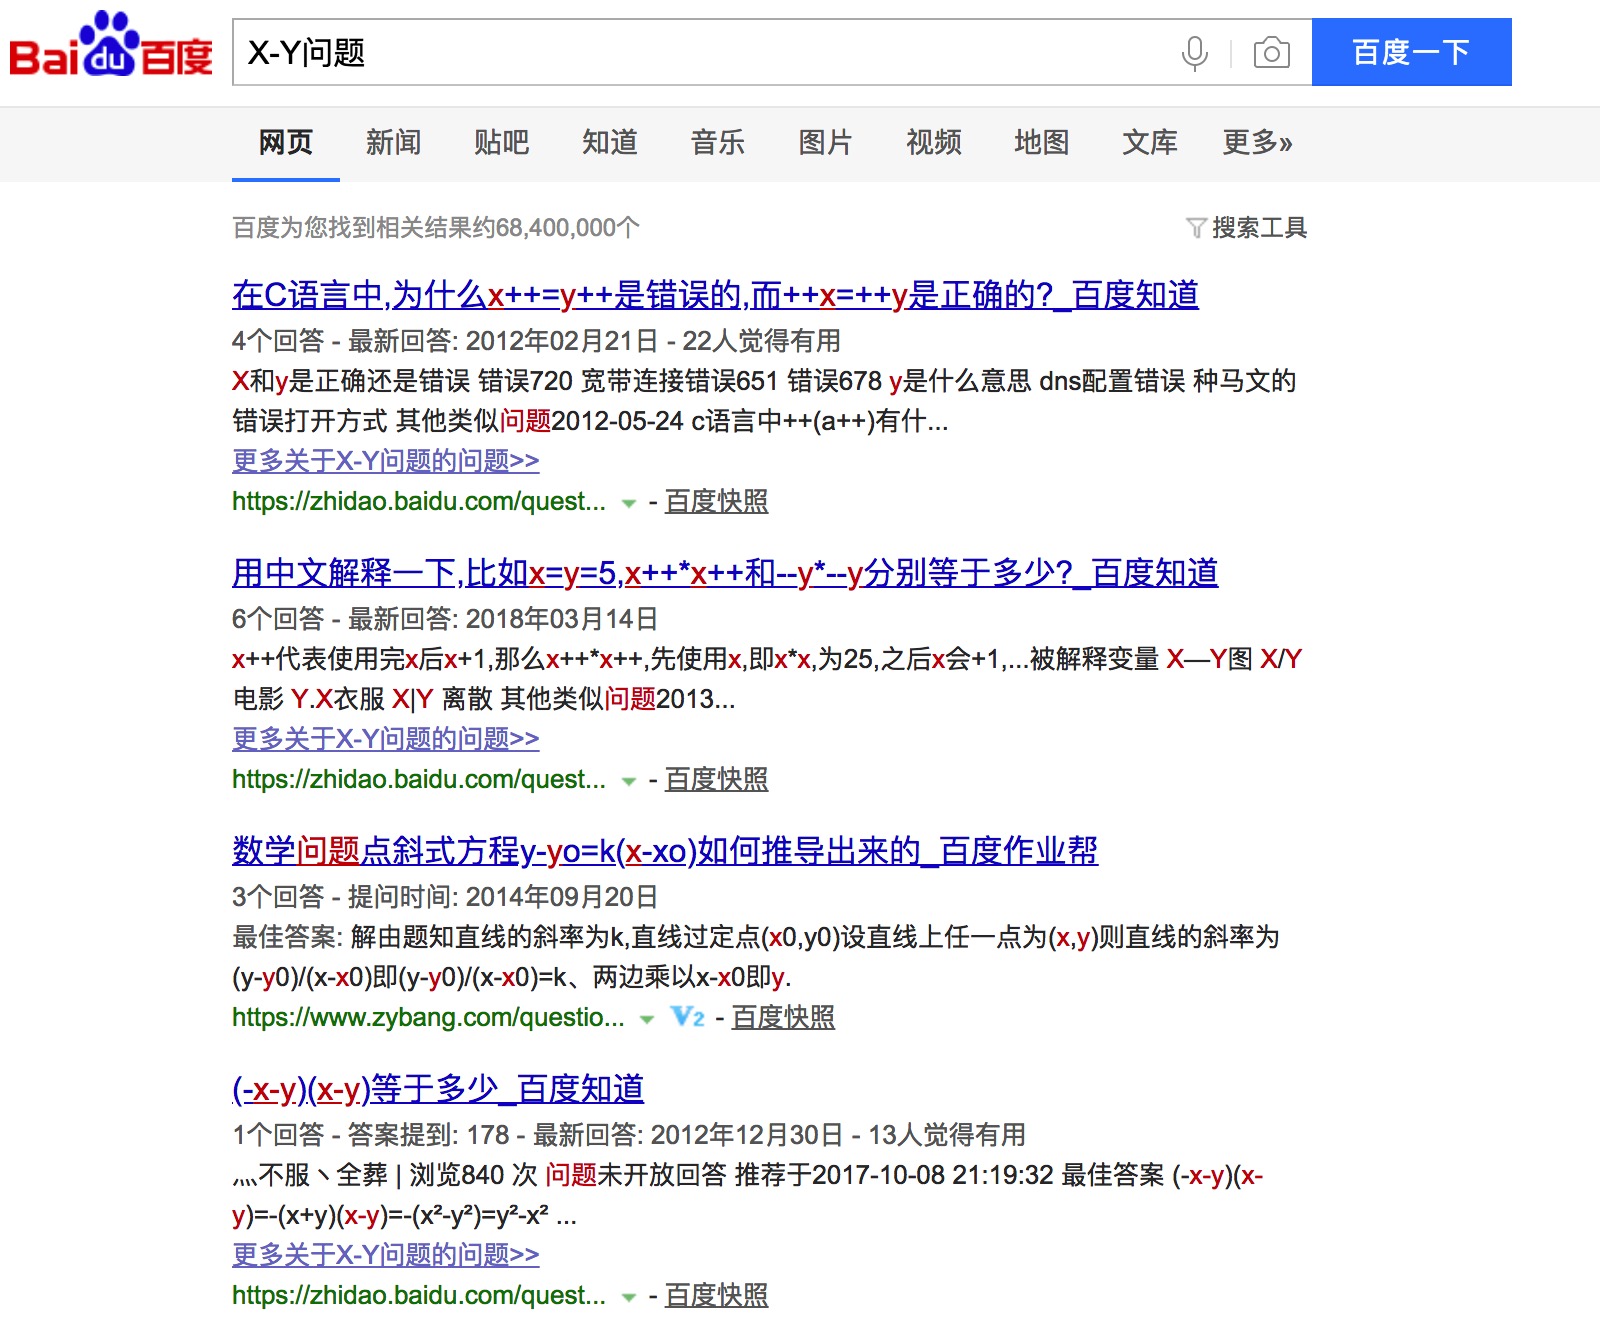 Bai du 百度 X-Y问题 百度一下
网页 新闻 贴吧 知道 音乐 图片 视频 地图 文库 更多»
百度为您找到相关结果约68,400,000个 搜索工具
在C语言中,为什么x++=y++是错误的,而++x=++y是正确的?_百度知道
4个回答 - 最新回答: 2012年02月21日 - 22人觉得有用
X和y是正确还是错误 错误720 宽带连接错误651 错误678 y是什么意思 dns配置错误 种马文的
错误打开方式 其他类似问题2012-05-24 c语言中++(a++)有什...
更多关于X-Y问题的问题>>
https://zhidao.baidu.com/quest... - 百度快照
用中文解释一下,比如x=y=5,x++*x++和--y*--y分别等于多少?_百度知道
6个回答 - 最新回答: 2018年03月14日
x++代表使用完x后x+1,那么x++*x++,先使用x,即x*x,为25,之后x会+1,...被解释变量 X—Y图 X/Y
电影 Y.X衣服 X|Y 离散 其他类似问题2013...
更多关于X-Y问题的问题>>
https://zhidao.baidu.com/quest... - 百度快照
数学问题点斜式方程y-yo=k(x-xo)如何推导出来的_百度作业帮
3个回答 - 提问时间: 2014年09月20日
最佳答案: 解由题知直线的斜率为k,直线过定点(x0,y0)设直线上任一点为(x,y)则直线的斜率为
(y-y0)/(x-x0)即(y-y0)/(x-x0)=k、两边乘以x-x0即y.
https://www.zybang.com/questio... V2 - 百度快照
(-x-y)(x-y)等于多少_百度知道
1个回答 - 答案提到: 178 - 最新回答: 2012年12月30日 - 13人觉得有用
灬不服丶全葬 | 浏览840 次 问题未开放回答 推荐于2017-10-08 21:19:32 最佳答案 (-x-y)(x-
y)=-(x+y)(x-y)=-(x²-y²)=y²-x² ...
更多关于X-Y问题的问题>>
https://zhidao.baidu.com/quest... - 百度快照